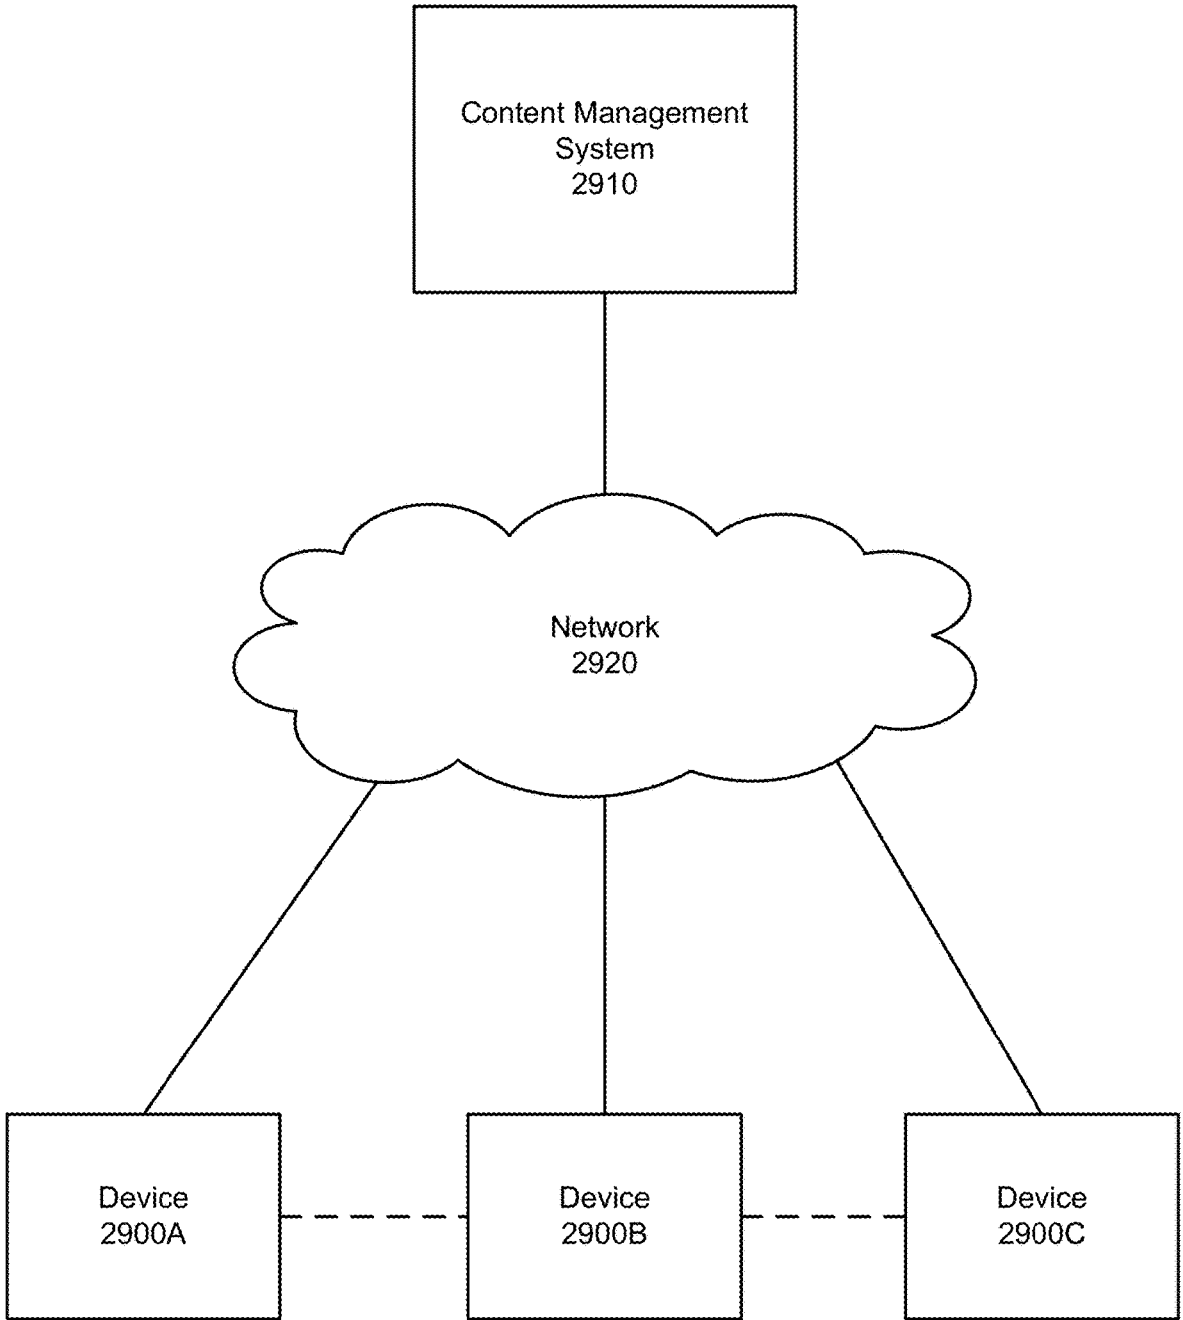 Content Management
System
2910
Network
2920
Device
2900A
Device
2900B
Device
2900C